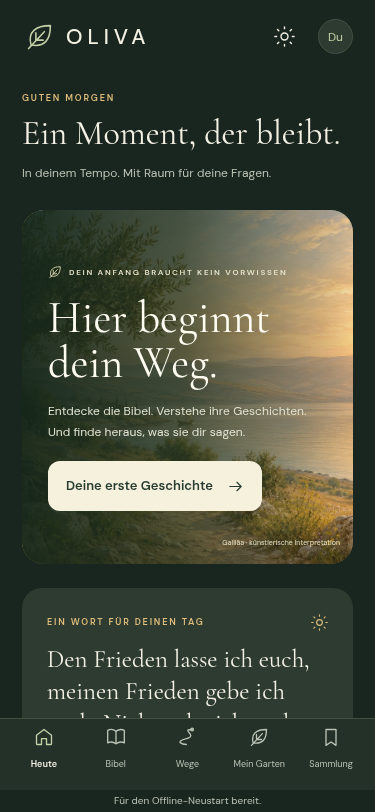 OLIVA
Du
GUTEN MORGEN
Ein Moment, der bleibt.
In deinem Tempo. Mit Raum für deine Fragen.
DEIN ANFANG BRAUCHT KEIN VORWISSEN
Hier beginnt
dein Weg.
Entdecke die Bibel. Verstehe ihre Geschichten.
Und finde heraus, was sie dir sagen.
Deine erste Geschichte →
Galiläa · künstlerische Interpretation
EIN WORT FÜR DEINEN TAG
Den Frieden lasse ich euch,
meinen Frieden gebe ich
Heute
Bibel
Wege
Mein Garten
Sammlung
Für den Offline-Neustart bereit.